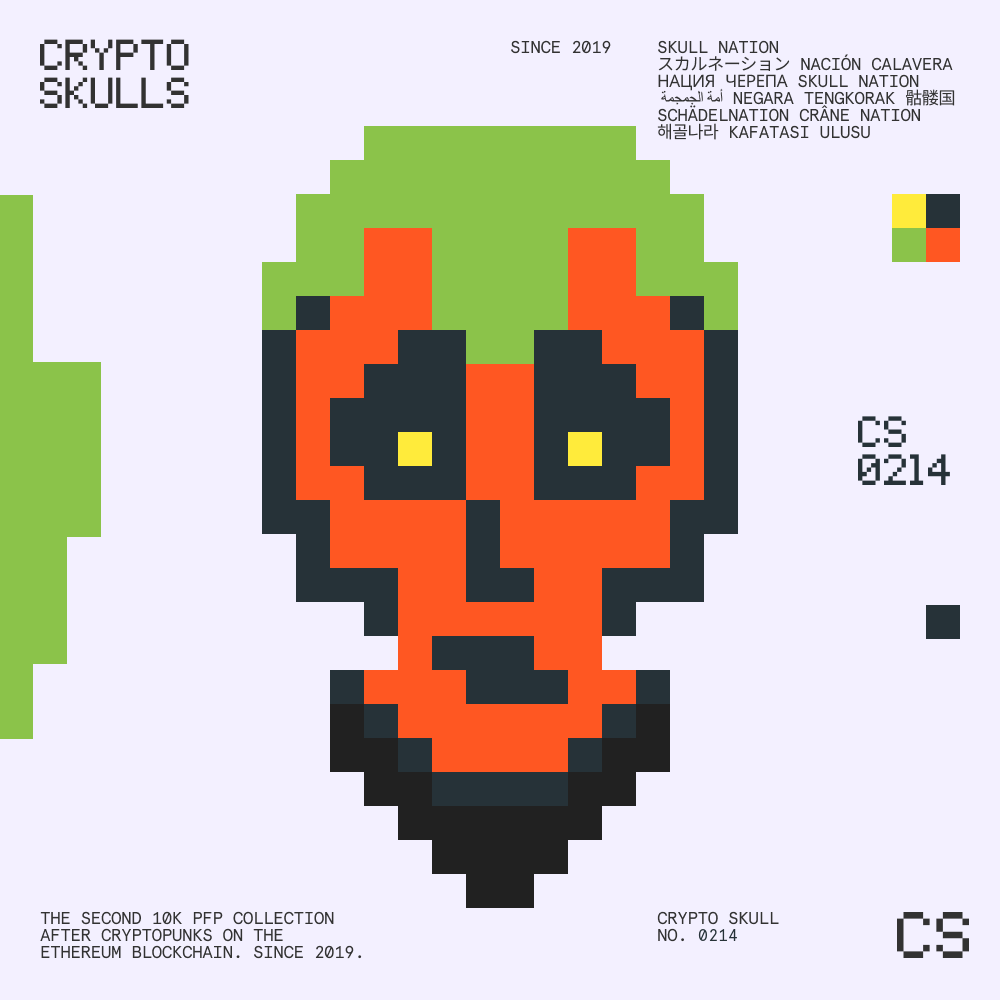 CRYPTO
SKULLS
SINCE 2019
SKULL NATION
スカルネーション NACIÓN CALAVERA
НАЦИЯ ЧЕРЕПА SKULL NATION
أمة الجمجمة NEGARA TENGKORAK 骷髅国
SCHÄDELNATION CRÂNE NATION
해골나라 KAFATASI ULUSU
CS
0214
THE SECOND 10K PFP COLLECTION
AFTER CRYPTOPUNKS ON THE
ETHEREUM BLOCKCHAIN. SINCE 2019.
CRYPTO SKULL
NO. 0214
CS